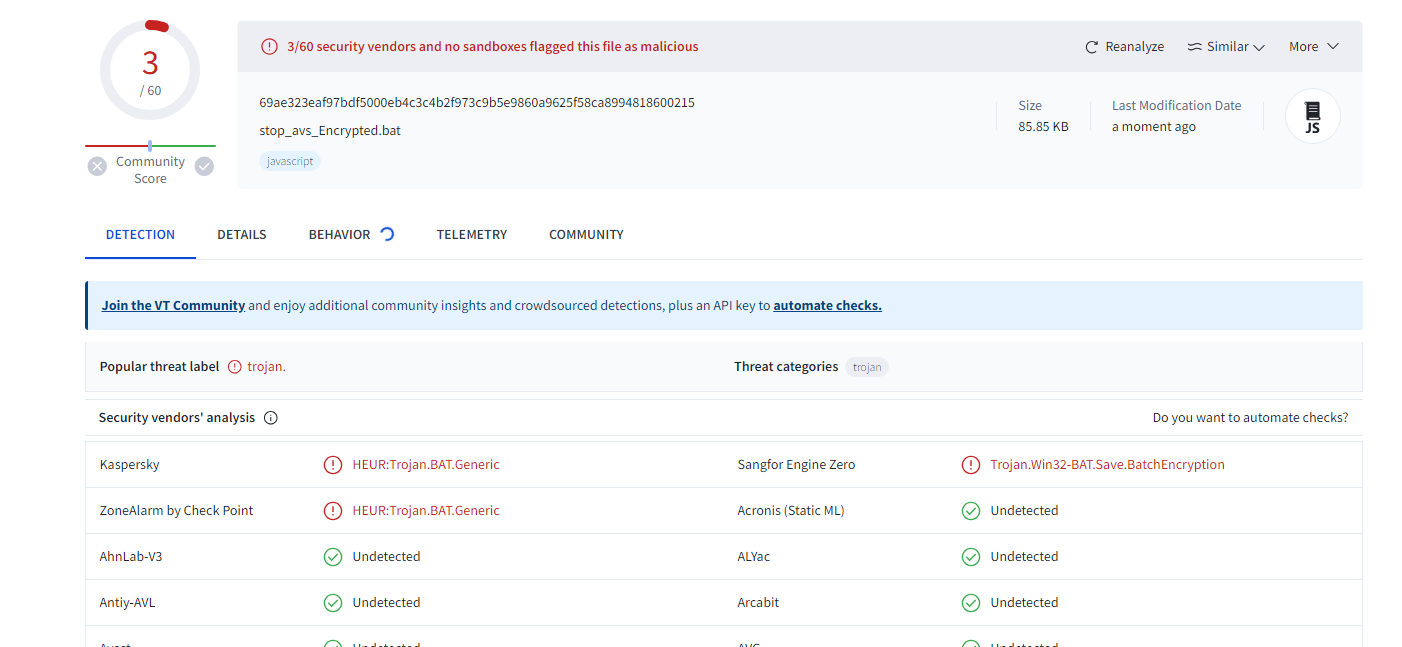 3
/ 60
Community
Score
3/60 security vendors and no sandboxes flagged this file as malicious
Reanalyze
Similar
More
69ae323eaf97bdf5000eb4c3c4b2f973c9b5e9860a9625f58ca8994818600215
stop_avs_Encrypted.bat
javascript
Size
85.85 KB
Last Modification Date
a moment ago
JS
DETECTION DETAILS BEHAVIOR TELEMETRY COMMUNITY
Join the VT Community and enjoy additional community insights and crowdsourced detections, plus an API key to automate checks.
Popular threat label trojan. Threat categories trojan
Security vendors' analysis Do you want to automate checks?
Kaspersky HEUR:Trojan.BAT.Generic Sangfor Engine Zero Trojan.Win32-BAT.Save.BatchEncryption
ZoneAlarm by Check Point HEUR:Trojan.BAT.Generic Acronis (Static ML) Undetected
AhnLab-V3 Undetected ALYac Undetected
Antiy-AVL Undetected Arcabit Undetected